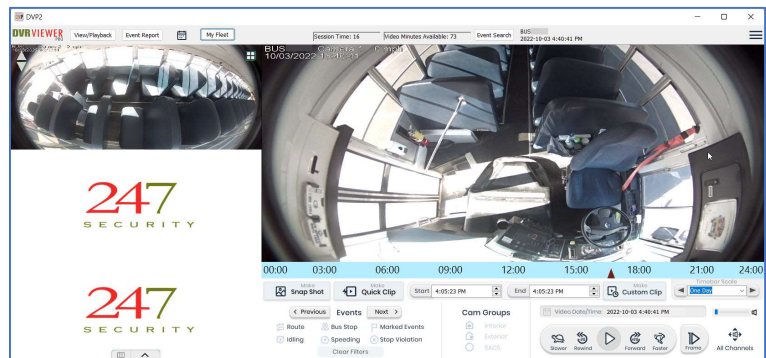 DVP2
DVRVIEWER
PRO
View/Playback
Event Report
My Fleet
Session Time: 16
Video Minutes Available: 73
Event Search
BUS
2022-10-03 4:40:41 PM
BUS Camera
10/03/2022
247
SECURITY
247
SECURITY
00:00 03:00 06:00 09:00 12:00 15:00 18:00 21:00 24:00
Make
Snap Shot
Make
Quick Clip
Start 4:05:23 PM
End 4:05:23 PM
Make
Custom Clip
Timebar Scale
One Day
< Previous Events Next >
Cam Groups
Video Date/Time: 2022-10-03 4:40:41 PM
Route Bus Stop Marked Events
Idling Speeding Stop Violation
Clear Filters
Interior
Exterior
SACS
Slower Rewind Forward Faster Frame All Channels